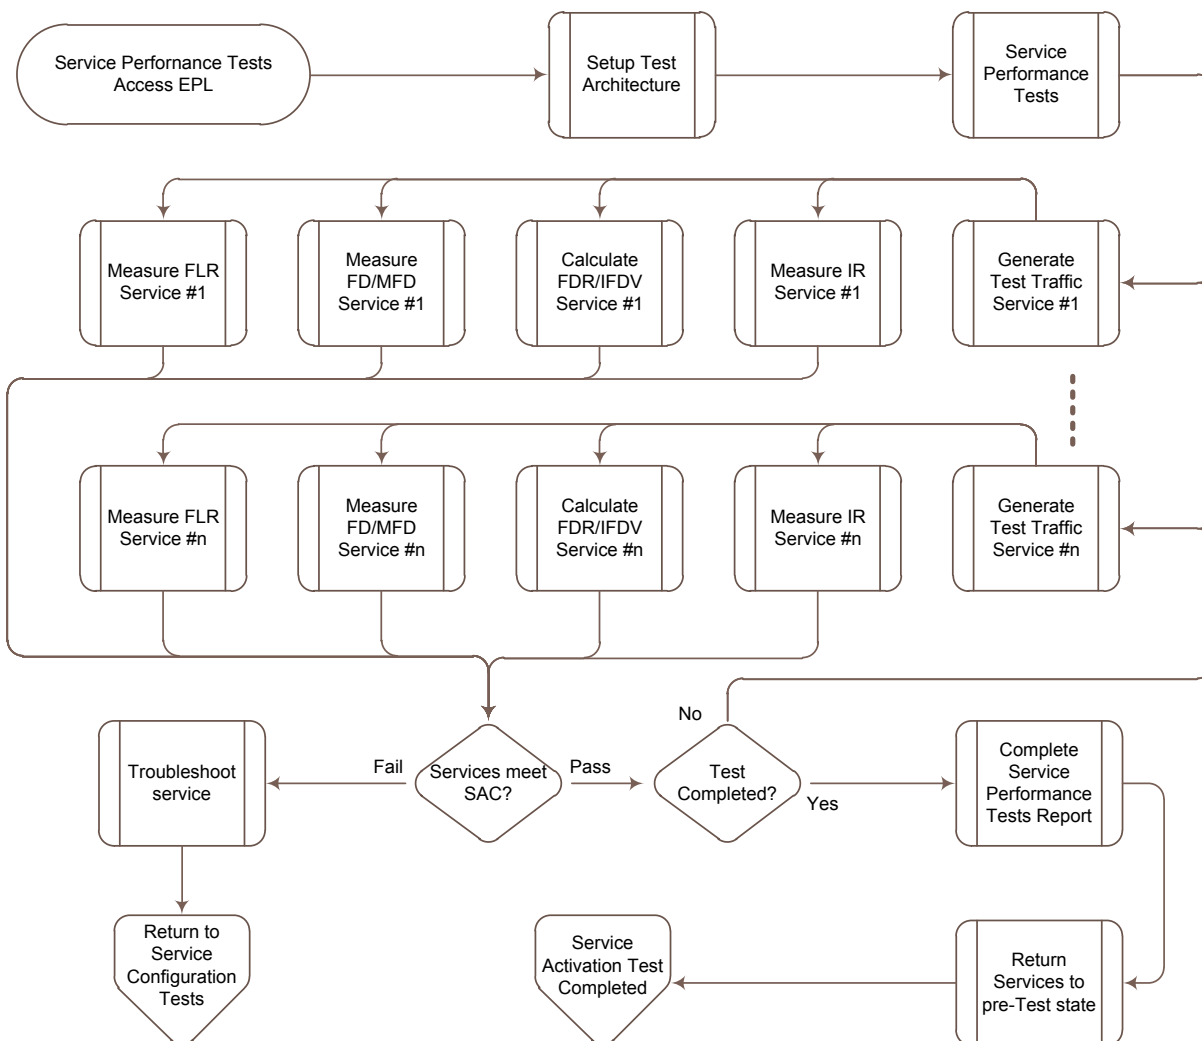 Service Perfornance Tests
Access EPL
Setup Test
Architecture
Service
Performance
Tests
Measure FLR
Service #1
Measure
FD/MFD
Service #1
Calculate
FDR/IFDV
Service #1
Measure IR
Service #1
Generate
Test Traffic
Service #1
Measure FLR
Service #n
Measure
FD/MFD
Service #n
Calculate
FDR/IFDV
Service #n
Measure IR
Service #n
Generate
Test Traffic
Service #n
Troubleshoot
service
Fail
Services meet
SAC?
Pass
No
Test
Completed?
Yes
Complete
Service
Performance
Tests Report
Return to
Service
Configuration
Tests
Service
Activation Test
Completed
Return
Services to
pre-Test state